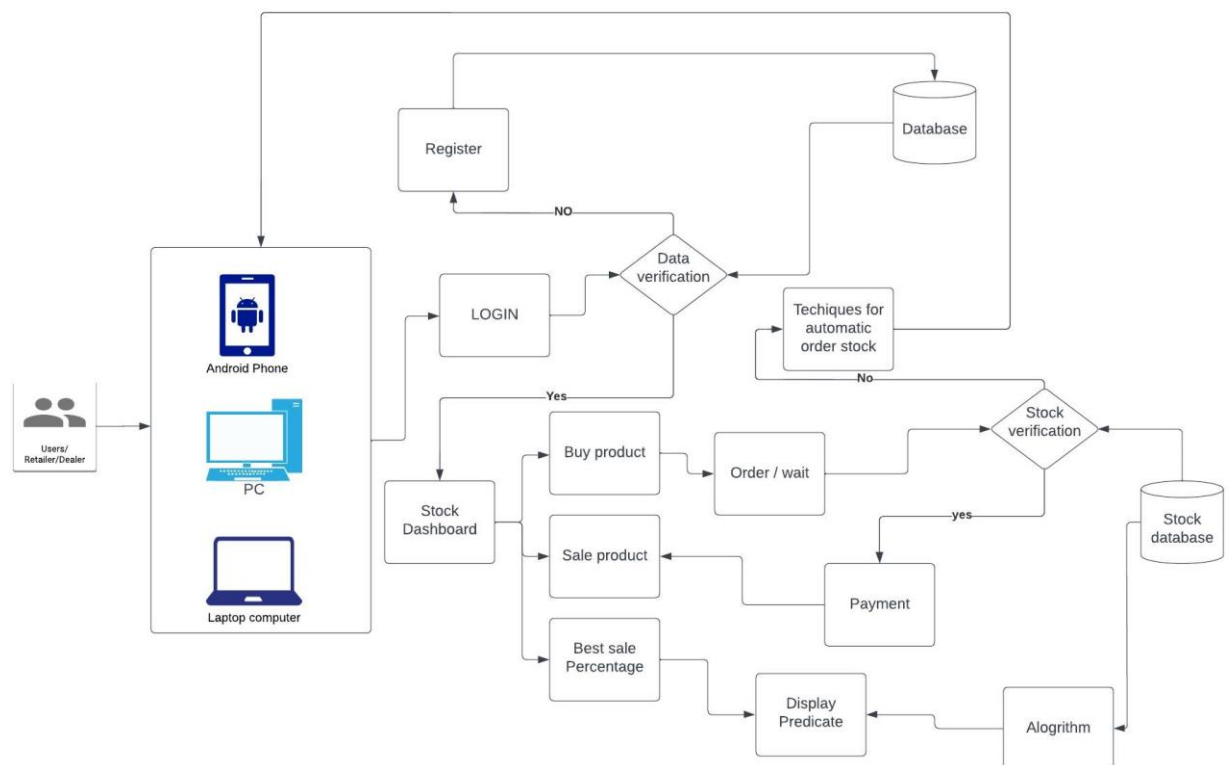 Database
Register
NO
Data
verification
LOGIN
Techiques for
automatic
order stock
Android Phone
No
Yes
Stock
verification
Users/
Retailer/Dealer
Buy product
Order / wait
PC
Stock
Dashboard
yes
Stock
database
Sale product
Payment
Laptop computer
Best sale
Percentage
Display
Predicate
Alogrithm